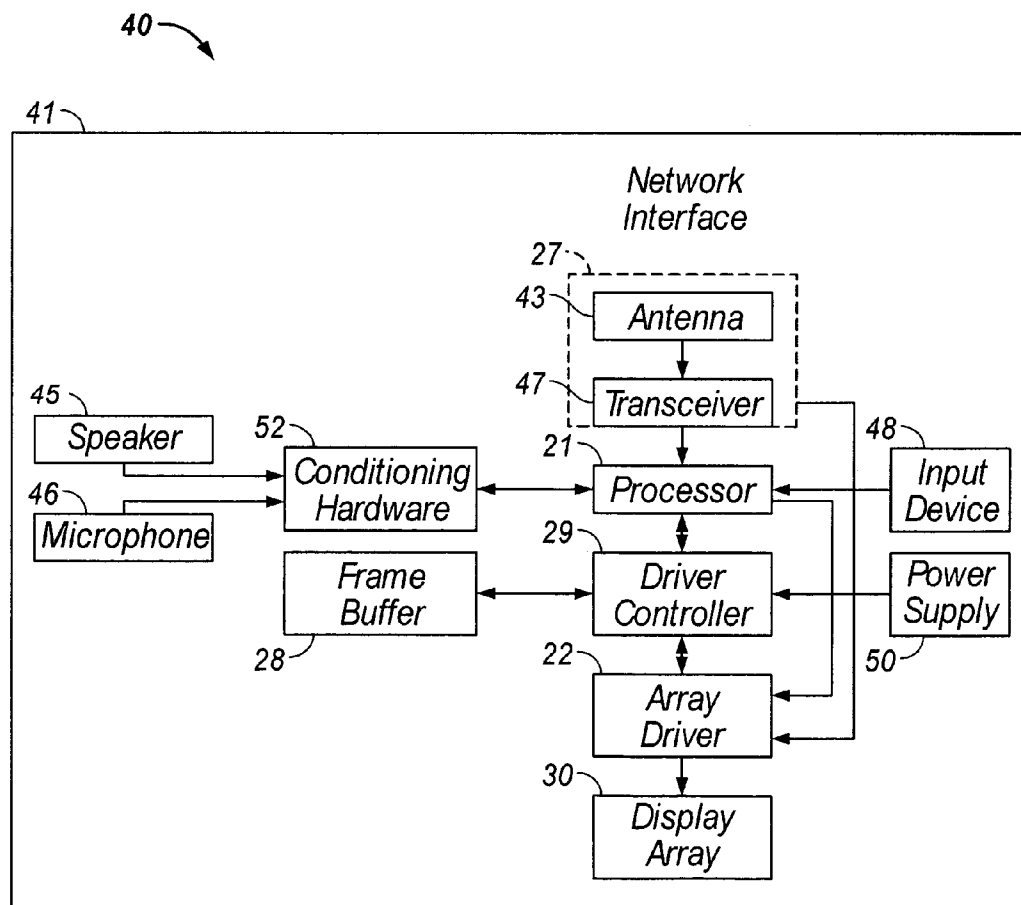 40
41
Network
Interface
27
43
Antenna
47
Transceiver
45
Speaker
52
Conditioning
Hardware
21
Processor
48
Input
Device
46
Microphone
29
Driver
Controller
Frame
Buffer
28
Power
Supply
50
22
Array
Driver
30
Display
Array